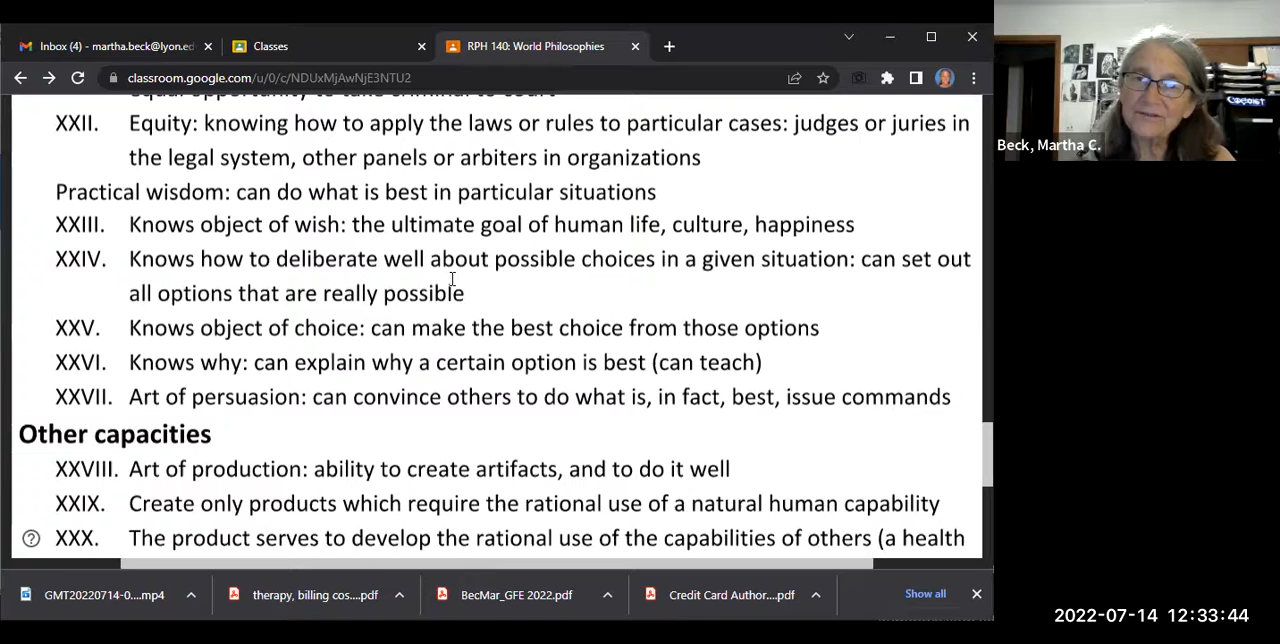 Inbox (4) - martha.beck@lyon.ed
Classes
RPH 140: World Philosophies
classroom.google.com/u/0/c/NDUxMjAwNjE3NTU2
Equal opportunity to take criminal to court
XXII. Equity: knowing how to apply the laws or rules to particular cases: judges or juries in
the legal system, other panels or arbiters in organizations
Practical wisdom: can do what is best in particular situations
XXIII. Knows object of wish: the ultimate goal of human life, culture, happiness
XXIV. Knows how to deliberate well about possible choices in a given situation: can set out
all options that are really possible
XXV. Knows object of choice: can make the best choice from those options
XXVI. Knows why: can explain why a certain option is best (can teach)
XXVII. Art of persuasion: can convince others to do what is, in fact, best, issue commands
Other capacities
XXVIII. Art of production: ability to create artifacts, and to do it well
XXIX. Create only products which require the rational use of a natural human capability
XXX. The product serves to develop the rational use of the capabilities of others (a health
GMT20220714-0....mp4
therapy, billing cos....pdf
BecMar_GFE 2022.pdf
Credit Card Author....pdf
Show all
Beck, Martha C.
2022-07-14 12:33:44